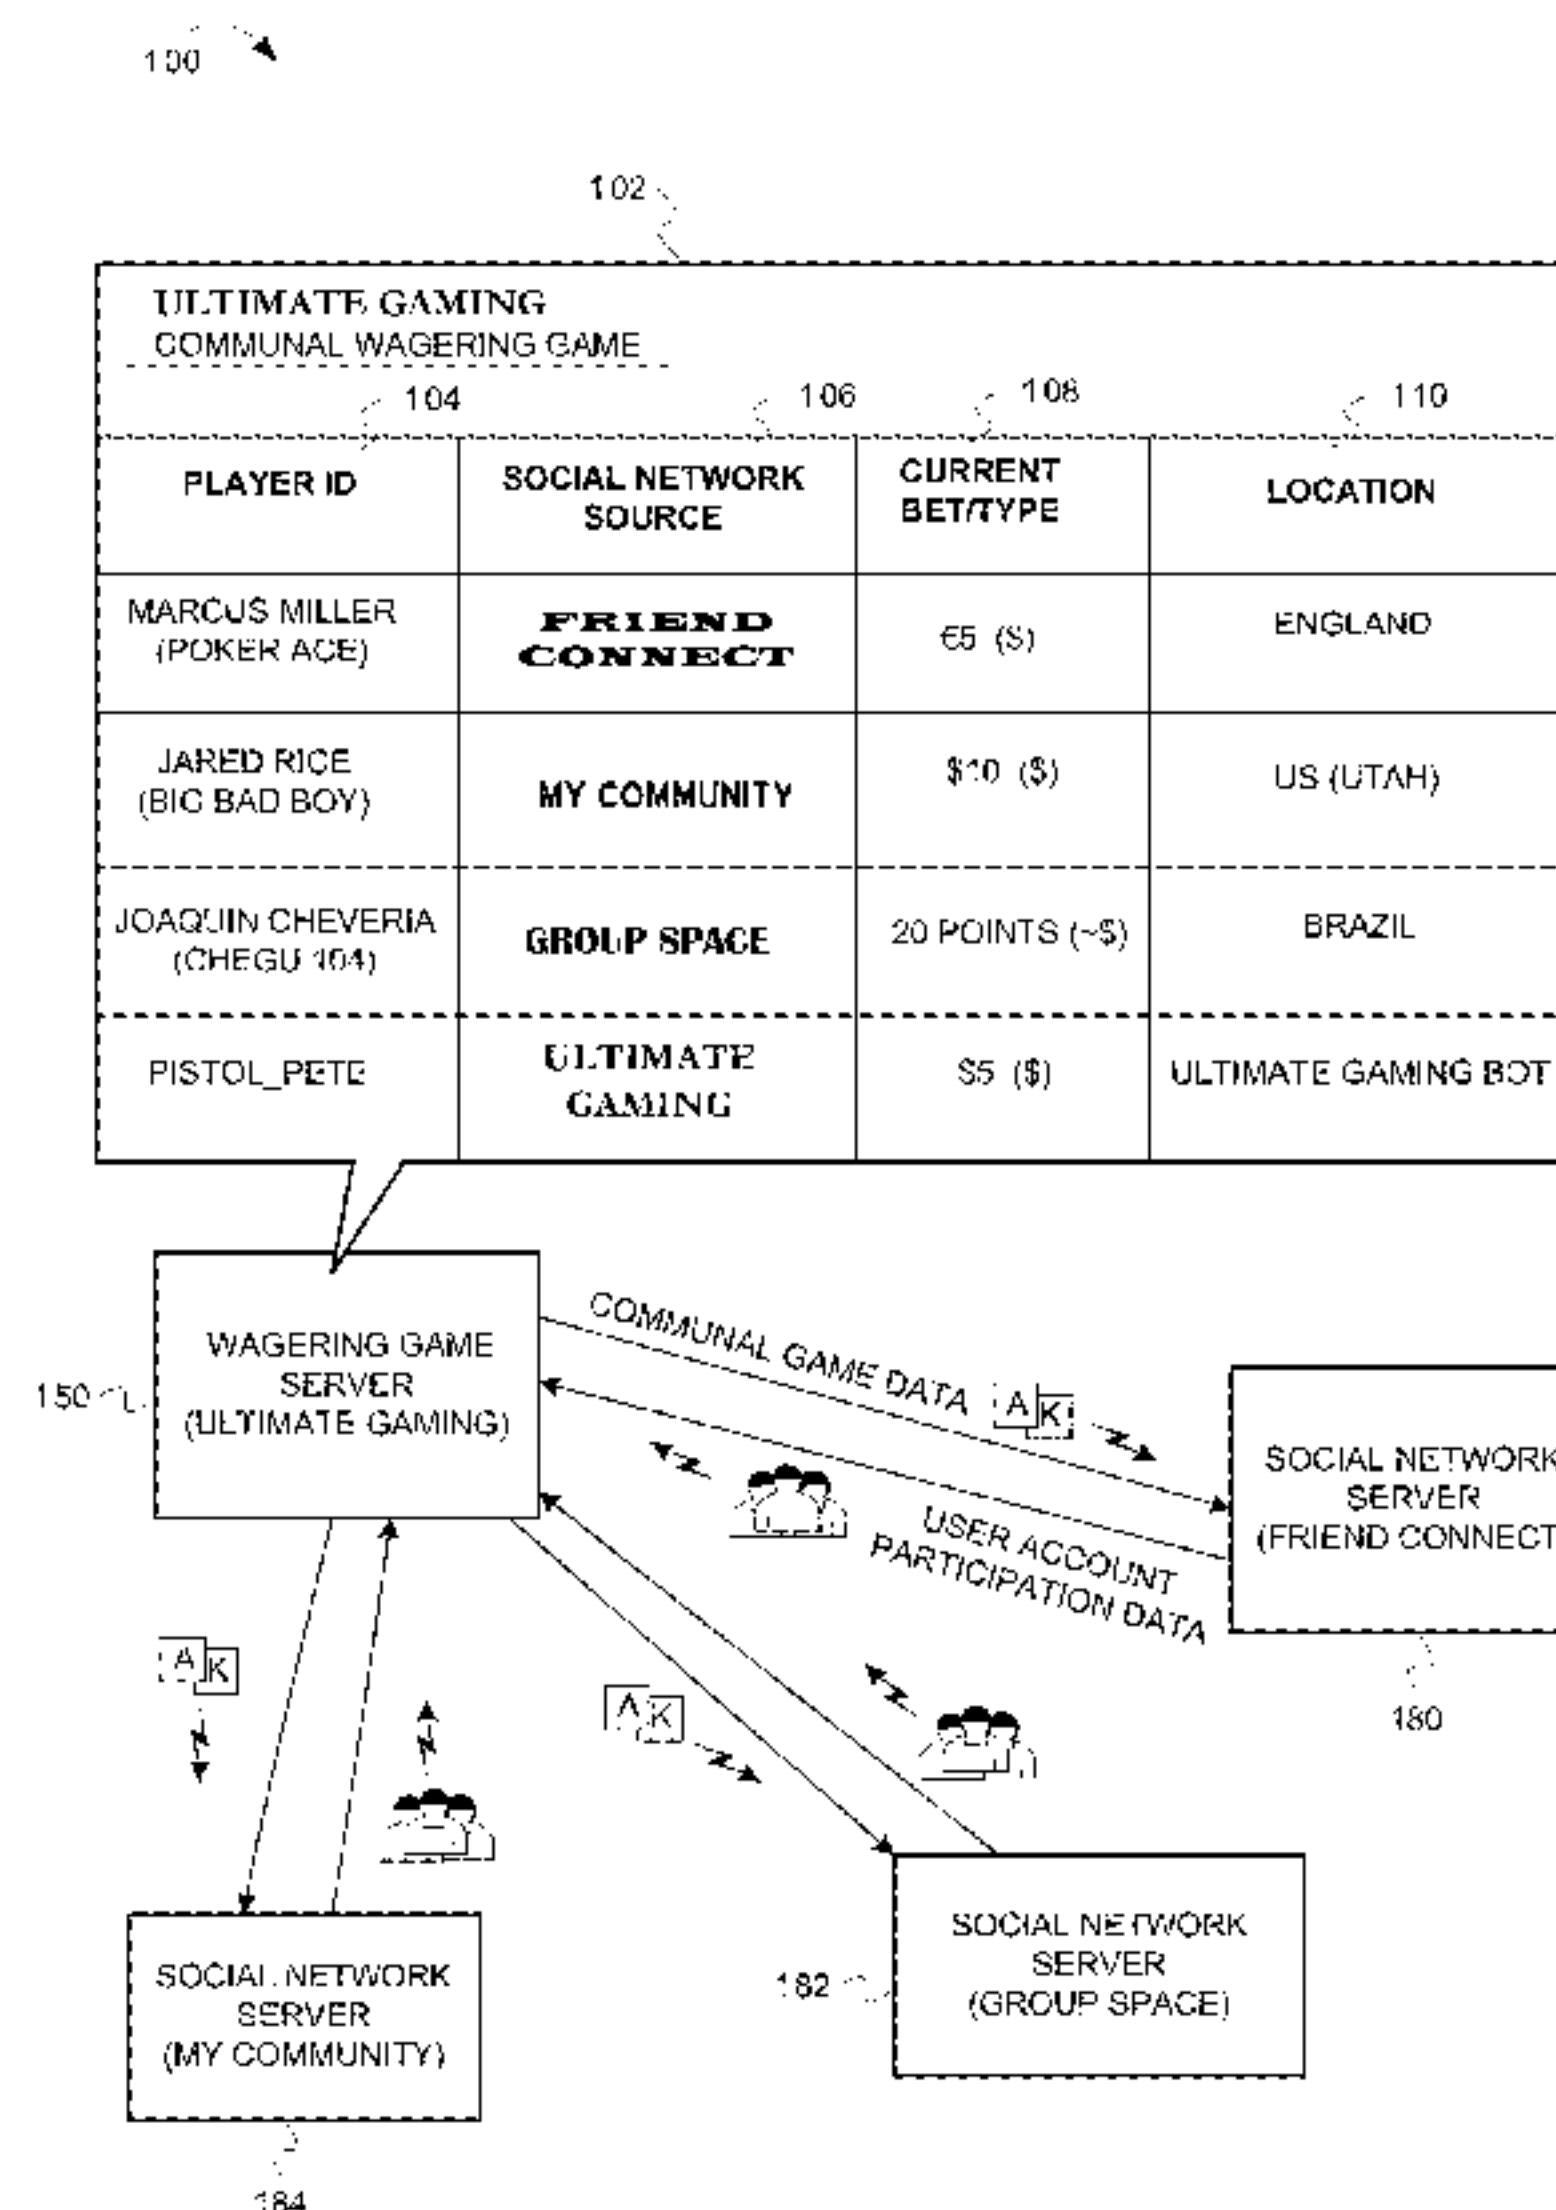 100
102
ULTIMATE GAMING
COMMUNAL WAGERING GAME
104 106 108 110
PLAYER ID
SOCIAL NETWORK
SOURCE
CURRENT
BET/TYPE
LOCATION
MARCUS MILLER
(POKER ACE)
FRIEND
CONNECT
€5 ($)
ENGLAND
JARED RICE
(BIG BAD BOY)
MY COMMUNITY
$10 ($)
US (UTAH)
JOAQUIN CHEVERIA
(CHEGU 104)
GROUP SPACE
20 POINTS (~$)
BRAZIL
PISTOL_PETE
ULTIMATE
GAMING
$5 ($)
ULTIMATE GAMING BOT
WAGERING GAME
SERVER
(ULTIMATE GAMING)
150
COMMUNAL GAME DATA
A K
USER ACCOUNT
PARTICIPATION DATA
SOCIAL NETWORK
SERVER
(FRIEND CONNECT
180
A K
A K
SOCIAL NETWORK
SERVER
(GROUP SPACE)
182
SOCIAL NETWORK
SERVER
(MY COMMUNITY)
184